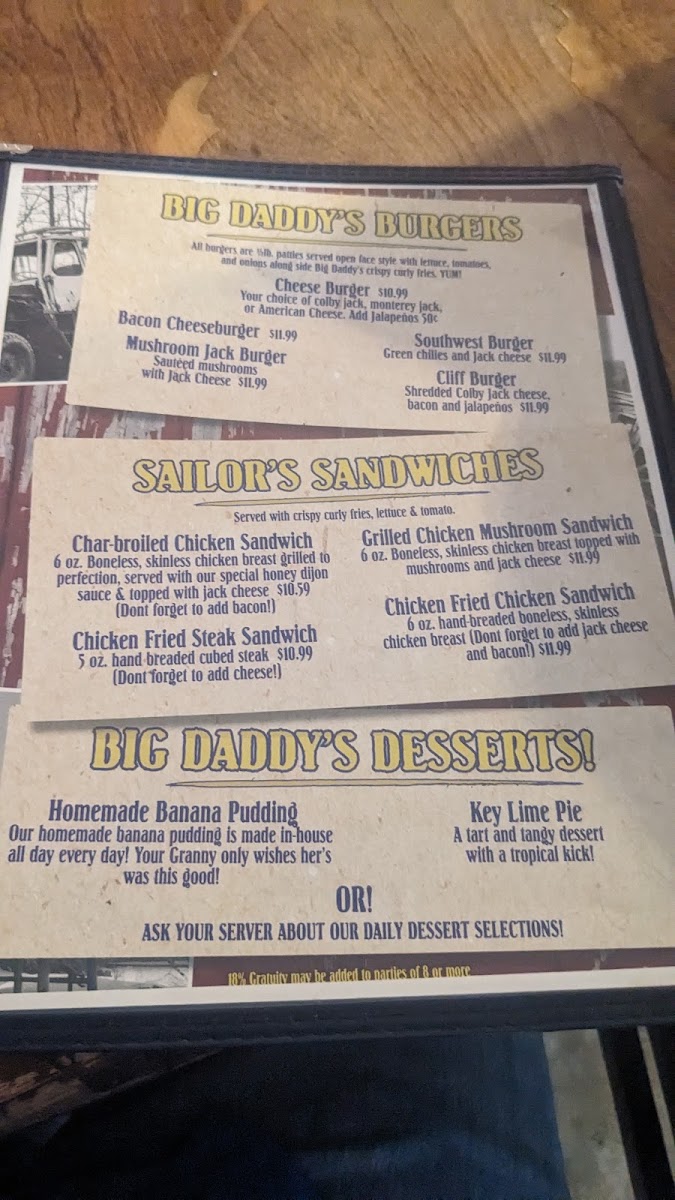 BIG DADDY'S BURGERS
All burgers are ½lb. patties served open face style with lettuce, tomatoes,
and onions along side Big Daddy's crispy curly fries, YUM!
Cheese Burger $10.99
Your choice of colby jack, monterey jack,
or American Cheese. Add Jalapeños 50¢
Bacon Cheeseburger $11.99
Mushroom Jack Burger
Sautéed mushrooms
with Jack Cheese $11.99
Southwest Burger
Green chilies and Jack cheese $11.99
Cliff Burger
Shredded Colby Jack cheese,
bacon and jalapeños $11.99
SAILOR'S SANDWICHES
Served with crispy curly fries, lettuce & tomato.
Char-broiled Chicken Sandwich
6 oz. Boneless, skinless chicken breast grilled to
perfection, served with our special honey dijon
sauce & topped with jack cheese $10.59
(Dont forget to add bacon!)
Chicken Fried Steak Sandwich
5 oz. hand-breaded cubed steak $10.99
(Dont forget to add cheese!)
Grilled Chicken Mushroom Sandwich
6 oz. Boneless, skinless chicken breast topped with
mushrooms and jack cheese $11.99
Chicken Fried Chicken Sandwich
6 oz. hand-breaded boneless, skinless
chicken breast (Dont forget to add jack cheese
and bacon!) $11.99
BIG DADDY'S DESSERTS!
Homemade Banana Pudding
Our homemade banana pudding is made in-house
all day every day! Your Granny only wishes her's
was this good!
Key Lime Pie
A tart and tangy dessert
with a tropical kick!
OR!
ASK YOUR SERVER ABOUT OUR DAILY DESSERT SELECTIONS!
18% Gratuity may be added to parties of 8 or more